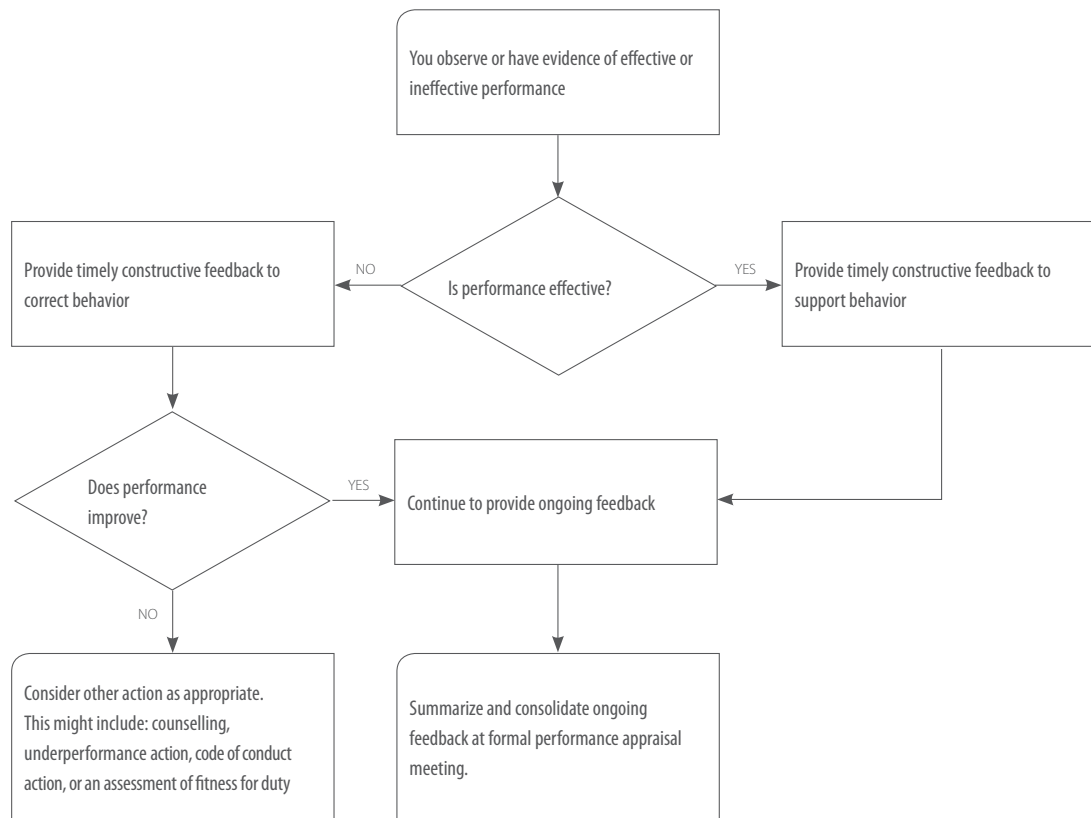 You observe or have evidence of effective or
ineffective performance
Provide timely constructive feedback to
correct behavior
NO
Is performance effective?
YES
Provide timely constructive feedback to
support behavior
Does performance
improve?
YES
Continue to provide ongoing feedback
NO
Consider other action as appropriate.
This might include: counselling,
underperformance action, code of conduct
action, or an assessment of fitness for duty
Summarize and consolidate ongoing
feedback at formal performance appraisal
meeting.